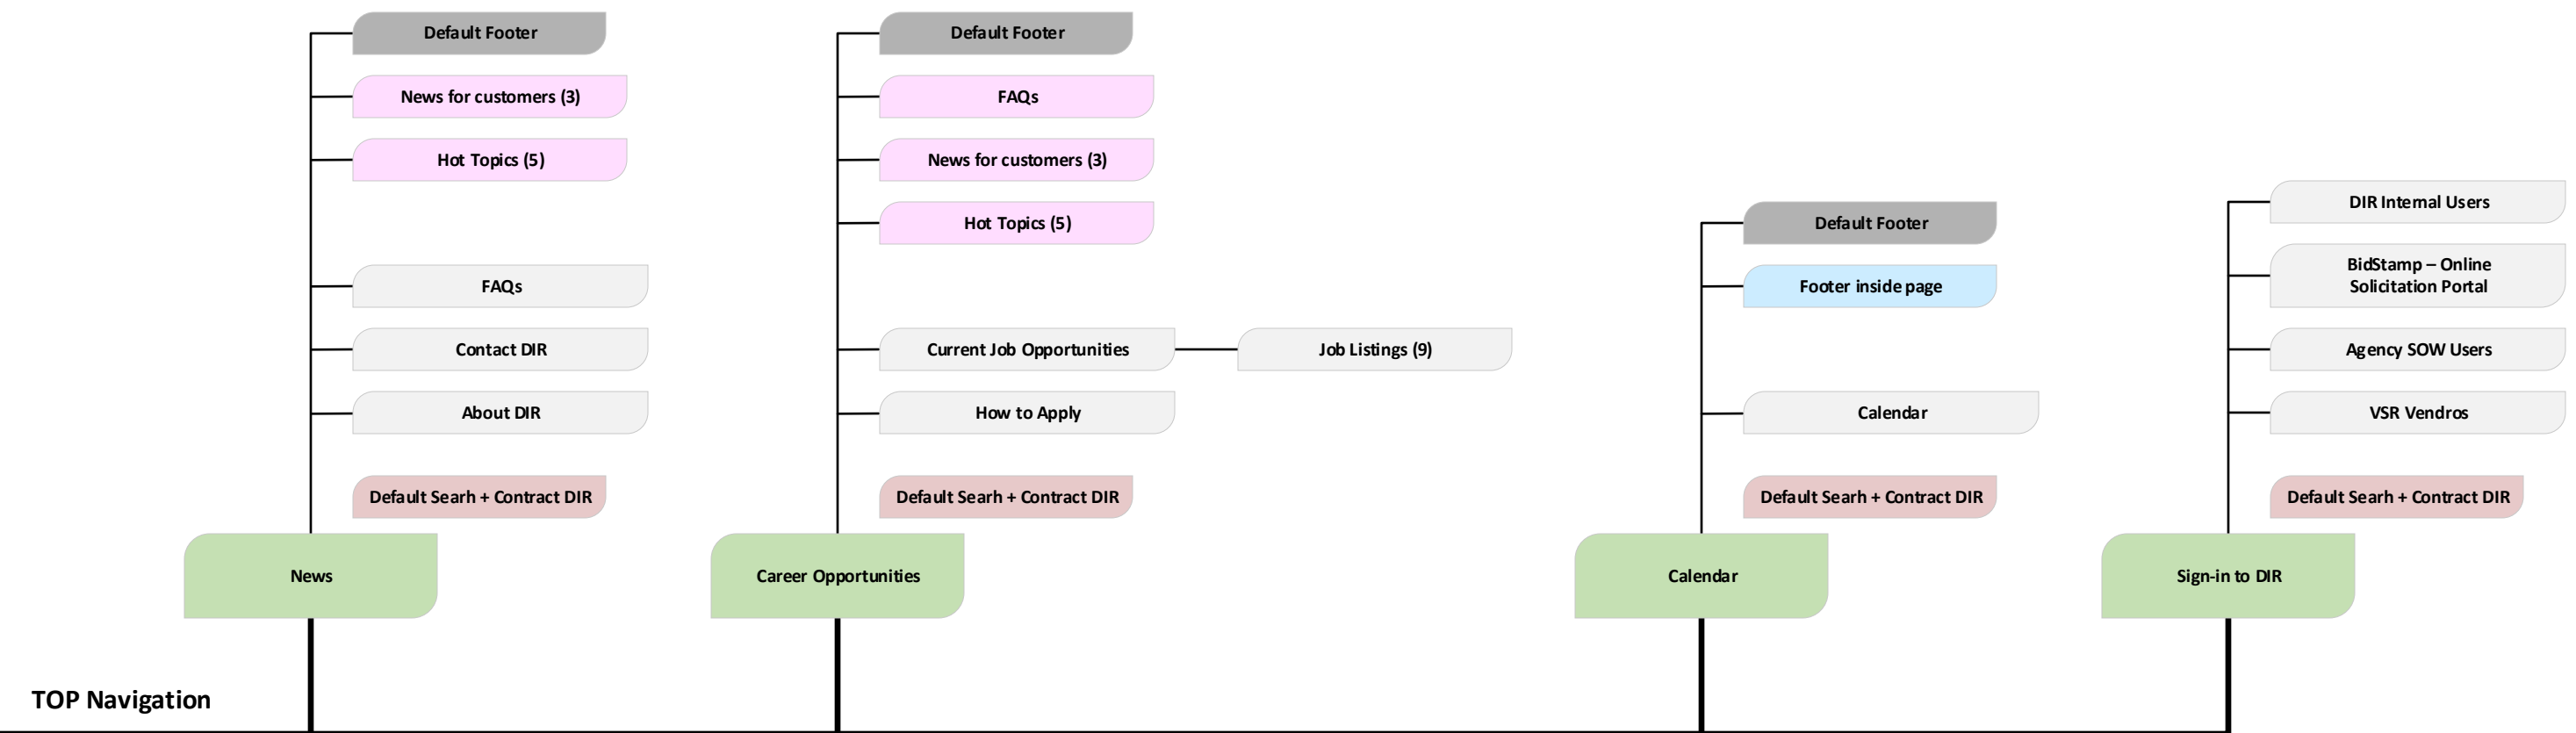 Default Footer
News for customers (3)
Hot Topics (5)
FAQs
Contact DIR
About DIR
Default Searh + Contract DIR
News
Default Footer
FAQs
News for customers (3)
Hot Topics (5)
Current Job Opportunities
Job Listings (9)
How to Apply
Default Searh + Contract DIR
Career Opportunities
Default Footer
Footer inside page
Calendar
Default Searh + Contract DIR
Calendar
DIR Internal Users
BidStamp – Online
Solicitation Portal
Agency SOW Users
VSR Vendros
Default Searh + Contract DIR
Sign-in to DIR
TOP Navigation